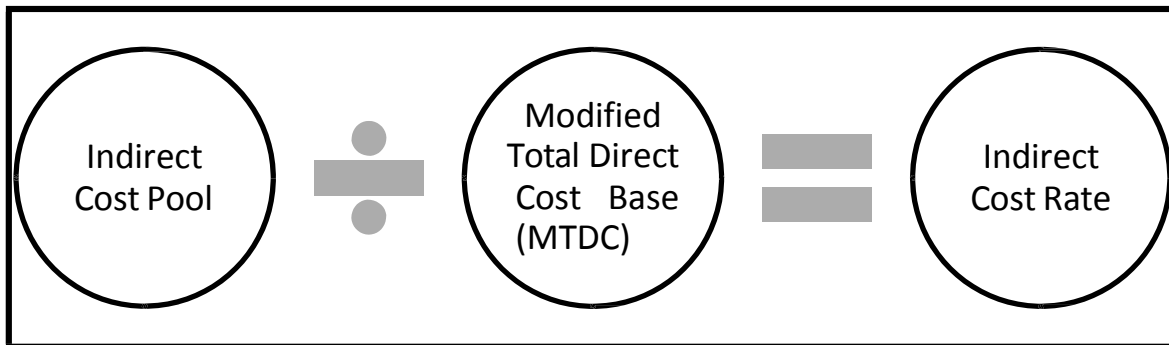 Indirect
Cost Pool
Modified
Total Direct
Cost Base
(MTDC)
Indirect
Cost Rate